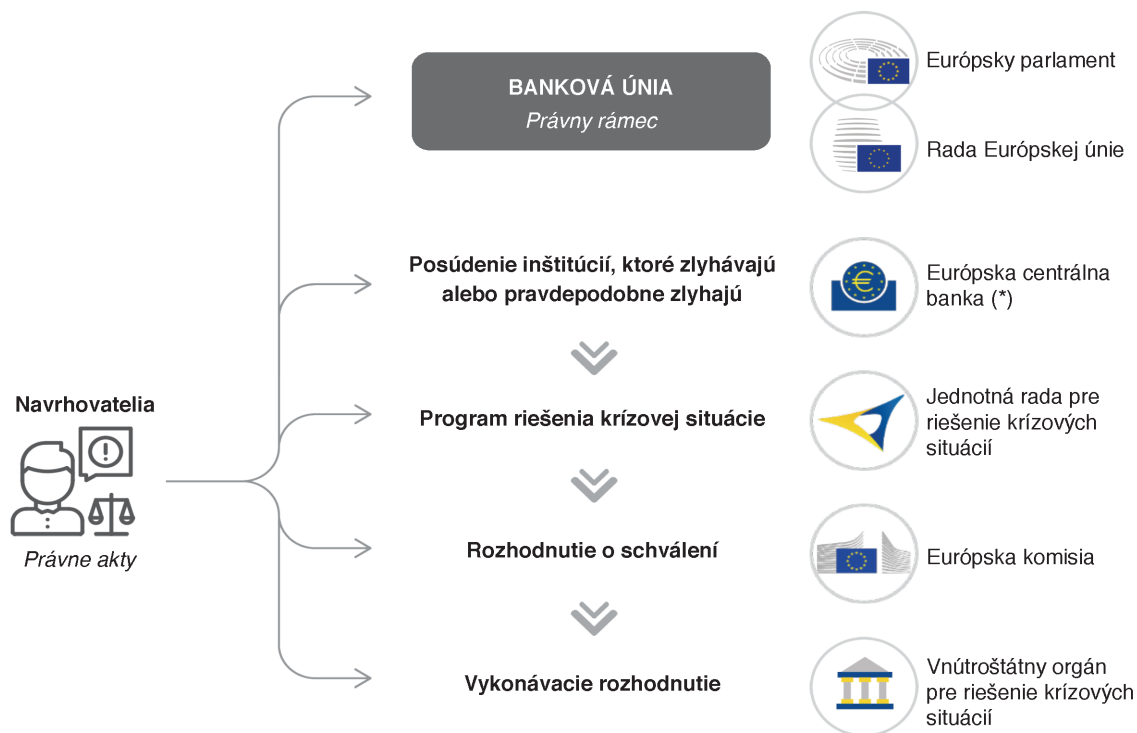 BANKOVÁ ÚNIA
Právny rámec
Európsky parlament
Rada Európskej únie
Posúdenie inštitúcií, ktoré zlyhávajú
alebo pravdepodobne zlyhajú
Európska centrálna
banka (*)
Navrhovatelia
Právne akty
Program riešenia krízovej situácie
Jednotná rada pre
riešenie krízových
situácií
Rozhodnutie o schválení
Európska komisia
Vykonávacie rozhodnutie
Vnútroštátny orgán
pre riešenie krízových
situácií